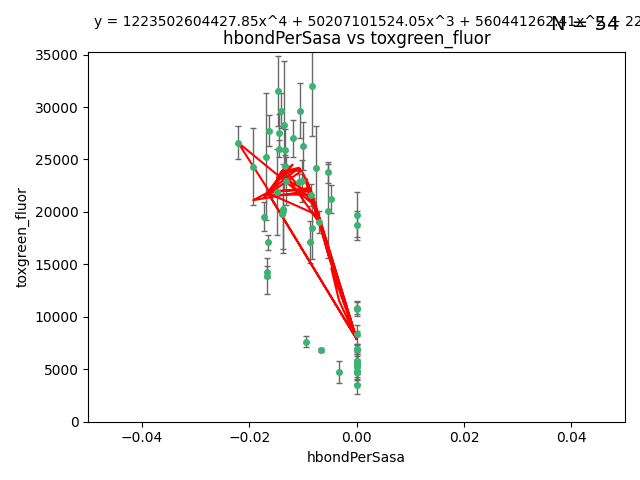 y = 1223502604427.85x^4 + 50207101524.05x^3 +
N = 54
hbondPerSasa vs toxgreen_fluor
35000
30000
25000
20000
15000
10000
5000
0
toxgreen_fluor
−0.04
−0.02
0.00
0.02
0.04
hbondPerSasa